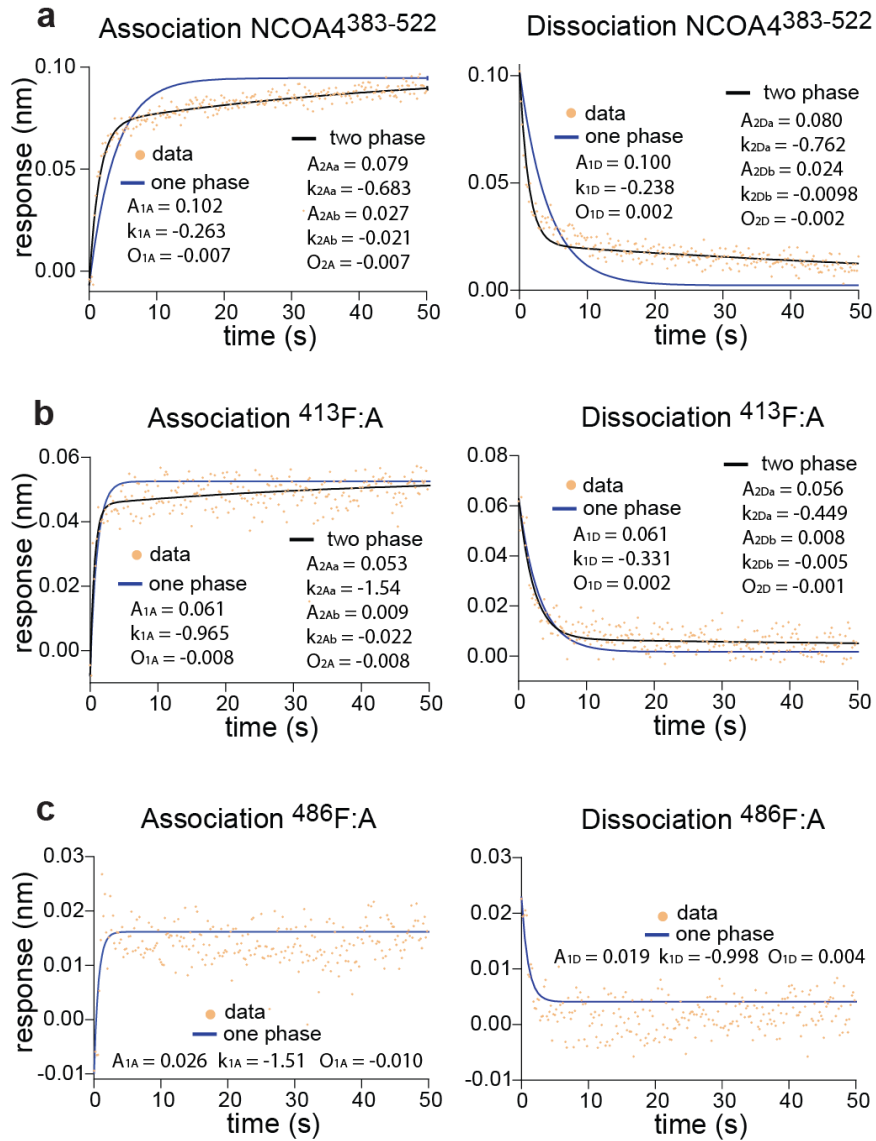 a
Association NCOA4383-522
response (nm)
0.10
0.05
0.00
data
one phase
A1A = 0.102
k1A = -0.263
O1A = -0.007
two phase
A2Aa = 0.079
k2Aa = -0.683
A2Ab = 0.027
k2Ab = -0.021
O2A = -0.007
0 10 20 30 40 50
time (s)
Dissociation NCOA4383-522
0.10
0.05
0.00
data
one phase
A1D = 0.100
k1D = -0.238
O1D = 0.002
two phase
A2Da = 0.080
k2Da = -0.762
A2Db = 0.024
k2Db = -0.0098
O2D = -0.002
0 10 20 30 40 50
time (s)
b
Association 413F:A
response (nm)
0.06
0.04
0.02
0.00
data
one phase
A1A = 0.061
k1A = -0.965
O1A = -0.008
two phase
A2Aa = 0.053
k2Aa = -1.54
A2Ab = 0.009
k2Ab = -0.022
O2A = -0.008
0 10 20 30 40 50
time (s)
Dissociation 413F:A
0.08
0.06
0.04
0.02
0.00
data
one phase
A1D = 0.061
k1D = -0.331
O1D = 0.002
two phase
A2Da = 0.056
k2Da = -0.449
A2Db = 0.008
k2Db = -0.005
O2D = -0.001
0 10 20 30 40 50
time (s)
c
Association 486F:A
response (nm)
0.03
0.02
0.01
0.00
-0.01
data
one phase
A1A = 0.026 k1A = -1.51 O1A = -0.010
0 10 20 30 40 50
time (s)
Dissociation 486F:A
0.03
0.02
0.01
0.00
-0.01
data
one phase
A1D = 0.019 k1D = -0.998 O1D = 0.004
0 10 20 30 40 50
time (s)